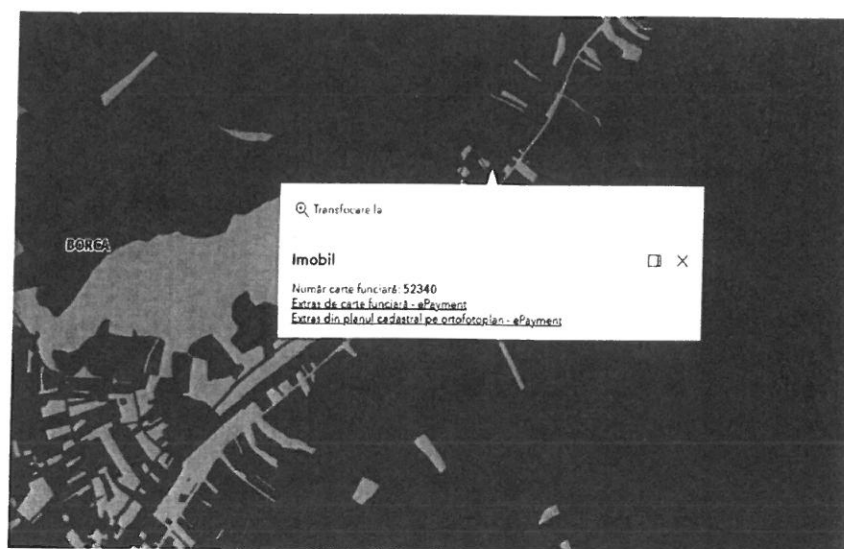 BORCA
Transfocare la
Imobil
Număr carte funciară: 52340
Extras de carte funciară - ePayment
Extras din planul cadastral pe ortofotoplan - ePayment